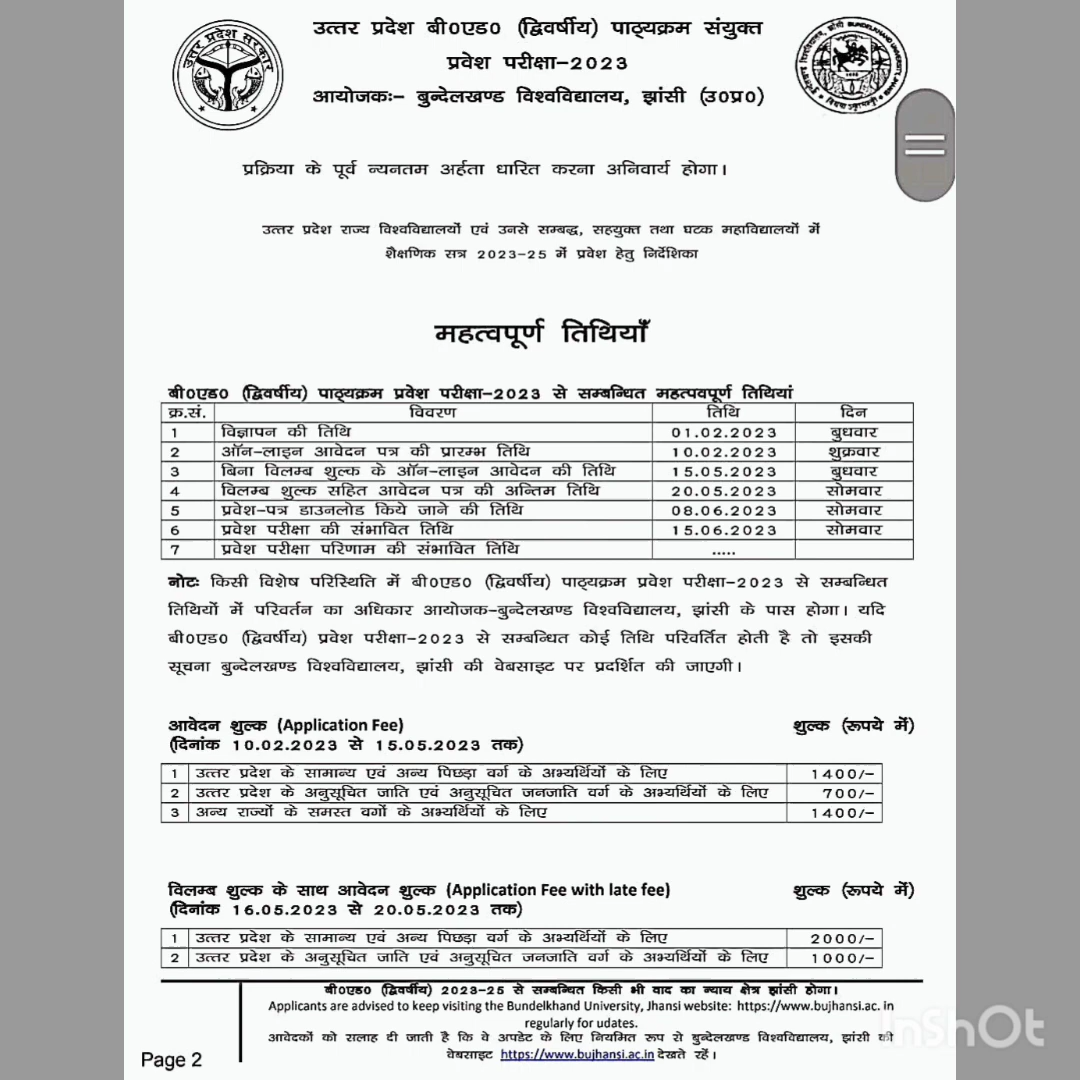 उत्तर प्रदेश बी0एड0 (द्विवर्षीय) पाठ्यक्रम संयुक्त
प्रवेश परीक्षा-2023
आयोजकः- बुन्देलखण्ड विश्वविद्यालय, झांसी (उ0प्र0)
उत्तर प्रदेश सरकार
प्रक्रिया के पूर्व न्यनतम अर्हता धारित करना अनिवार्य होगा।
उत्तर प्रदेश राज्य विश्वविद्यालयों एवं उनसे सम्बद्ध, सहयुक्त तथा घटक महाविद्यालयों में
शैक्षणिक सत्र 2023-25 में प्रवेश हेतु निर्देशिका
महत्वपूर्ण तिथियाँ
बी0एड0 (द्विवर्षीय) पाठ्यक्रम प्रवेश परीक्षा-2023 से सम्बन्धित महत्पवपूर्ण तिथियां
क्र.सं. विवरण तिथि दिन
1 विज्ञापन की तिथि 01.02.2023 बुधवार
2 ऑन-लाइन आवेदन पत्र की प्रारम्भ तिथि 10.02.2023 शुक्रवार
3 बिना विलम्ब शुल्क के ऑन-लाइन आवेदन की तिथि 15.05.2023 बुधवार
4 विलम्ब शुल्क सहित आवेदन पत्र की अन्तिम तिथि 20.05.2023 सोमवार
5 प्रवेश-पत्र डाउनलोड किये जाने की तिथि 08.06.2023 सोमवार
6 प्रवेश परीक्षा की संभावित तिथि 15.06.2023 सोमवार
7 प्रवेश परीक्षा परिणाम की संभावित तिथि .....
नोटः किसी विशेष परिस्थिति में बी0एड0 (द्विवर्षीय) पाठ्यक्रम प्रवेश परीक्षा-2023 से सम्बन्धित
तिथियों में परिवर्तन का अधिकार आयोजक-बुन्देलखण्ड विश्वविद्यालय, झांसी के पास होगा। यदि
बी0एड0 (द्विवर्षीय) प्रवेश परीक्षा-2023 से सम्बन्धित कोई तिथि परिवर्तित होती है तो इसकी
सूचना बुन्देलखण्ड विश्वविद्यालय, झांसी की वेबसाइट पर प्रदर्शित की जाएगी।
आवेदन शुल्क (Application Fee) शुल्क (रूपये में)
(दिनांक 10.02.2023 से 15.05.2023 तक)
1 उत्तर प्रदेश के सामान्य एवं अन्य पिछड़ा वर्ग के अभ्यर्थियों के लिए 1400/-
2 उत्तर प्रदेश के अनुसूचित जाति एवं अनुसूचित जनजाति वर्ग के अभ्यर्थियों के लिए 700/-
3 अन्य राज्यों के समस्त वर्गों के अभ्यर्थियों के लिए 1400/-
विलम्ब शुल्क के साथ आवेदन शुल्क (Application Fee with late fee) शुल्क (रूपये में)
(दिनांक 16.05.2023 से 20.05.2023 तक)
1 उत्तर प्रदेश के सामान्य एवं अन्य पिछड़ा वर्ग के अभ्यर्थियों के लिए 2000/-
2 उत्तर प्रदेश के अनुसूचित जाति एवं अनुसूचित जनजाति वर्ग के अभ्यर्थियों के लिए 1000/-
बी0एड0 (द्विवर्षीय) 2023-25 से सम्बन्धित किसी भी वाद का न्याय क्षेत्र झांसी होगा।
Applicants are advised to keep visiting the Bundelkhand University, Jhansi website: https://www.bujhansi.ac. in
regularly for udates.
आवेदकों को सलाह दी जाती है कि वे अपडेट के लिए नियमित रूप से बुन्देलखण्ड विश्वविद्यालय, झांसी की
वेबसाइट https://www.bujhansi.ac.in देखते रहें।
Page 2
InShOt